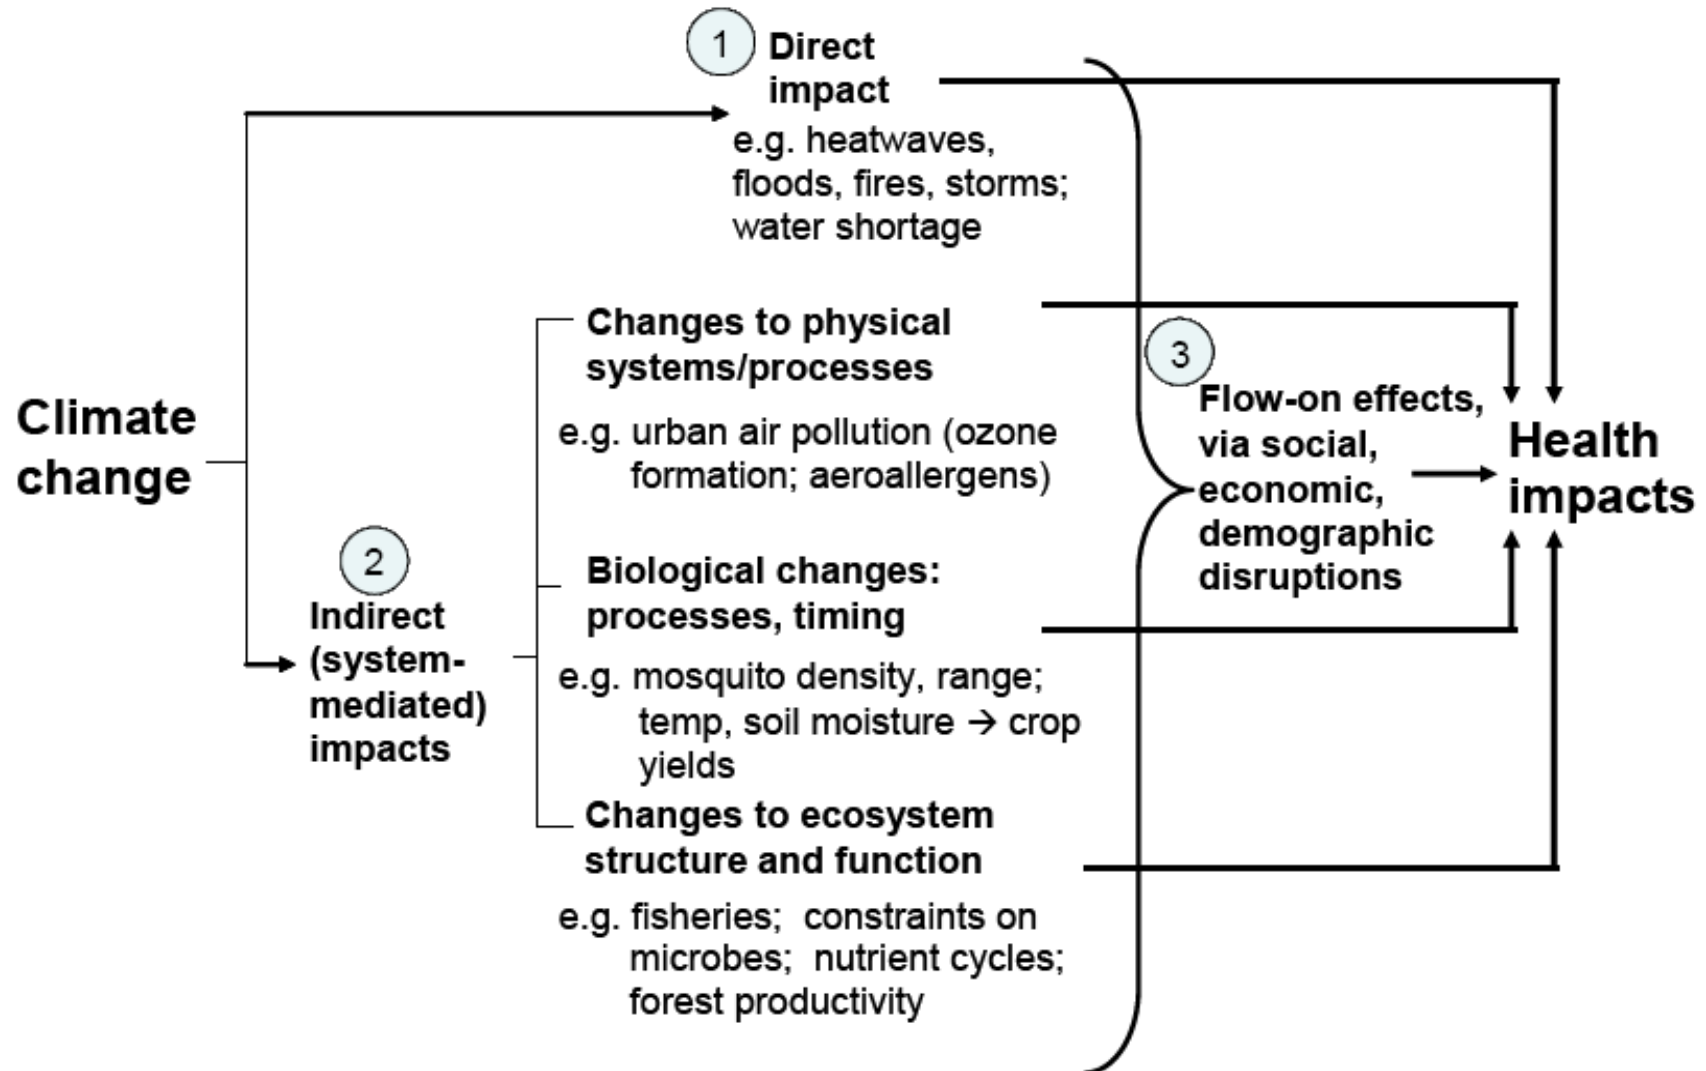 1
Direct
impact
e.g. heatwaves,
floods, fires, storms;
water shortage
Climate
change
2
Indirect
(system-
mediated)
impacts
Changes to physical
systems/processes
e.g. urban air pollution (ozone
formation; aeroallergens)
Biological changes:
processes, timing
e.g. mosquito density, range;
temp, soil moisture → crop
yields
Changes to ecosystem
structure and function
e.g. fisheries; constraints on
microbes; nutrient cycles;
forest productivity
3
Flow-on effects,
via social,
economic,
demographic
disruptions
Health
impacts